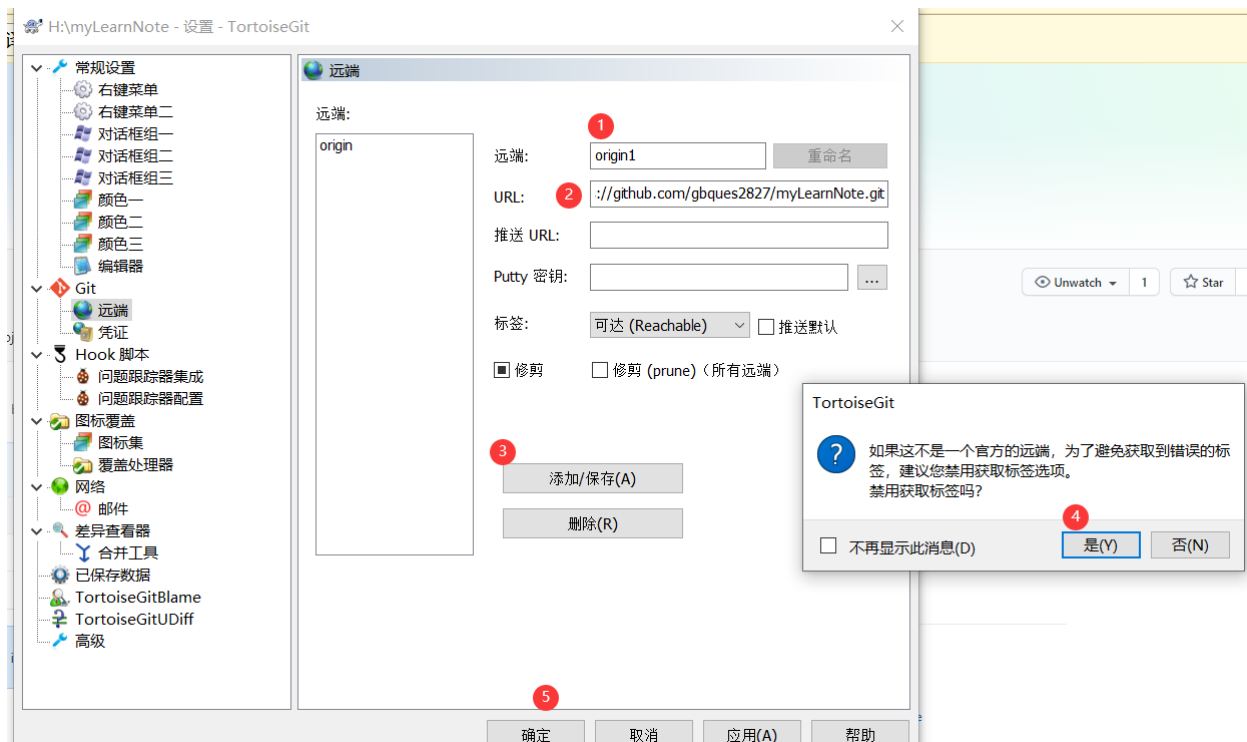 H:\myLearnNote - 设置 - TortoiseGit
常规设置
右键菜单
右键菜单二
对话框组一
对话框组二
对话框组三
颜色一
颜色二
颜色三
编辑器
Git
远端
凭证
Hook 脚本
问题跟踪器集成
问题跟踪器配置
图标覆盖
图标集
覆盖处理器
网络
邮件
差异查看器
合并工具
已保存数据
TortoiseGitBlame
TortoiseGitUDiff
高级
远端
远端:
origin
1
远端: origin1 重命名
URL: 2 ://github.com/gbques2827/myLearnNote.git
推送 URL:
Putty 密钥: ...
标签: 可达 (Reachable) 推送默认
修剪 修剪 (prune)（所有远端）
3
添加/保存(A)
删除(R)
5
确定 取消 应用(A) 帮助
Unwatch 1 Star
TortoiseGit
如果这不是一个官方的远端，为了避免获取到错误的标
签，建议您禁用获取标签选项。
禁用获取标签吗？
4
不再显示此消息(D) 是(Y) 否(N)